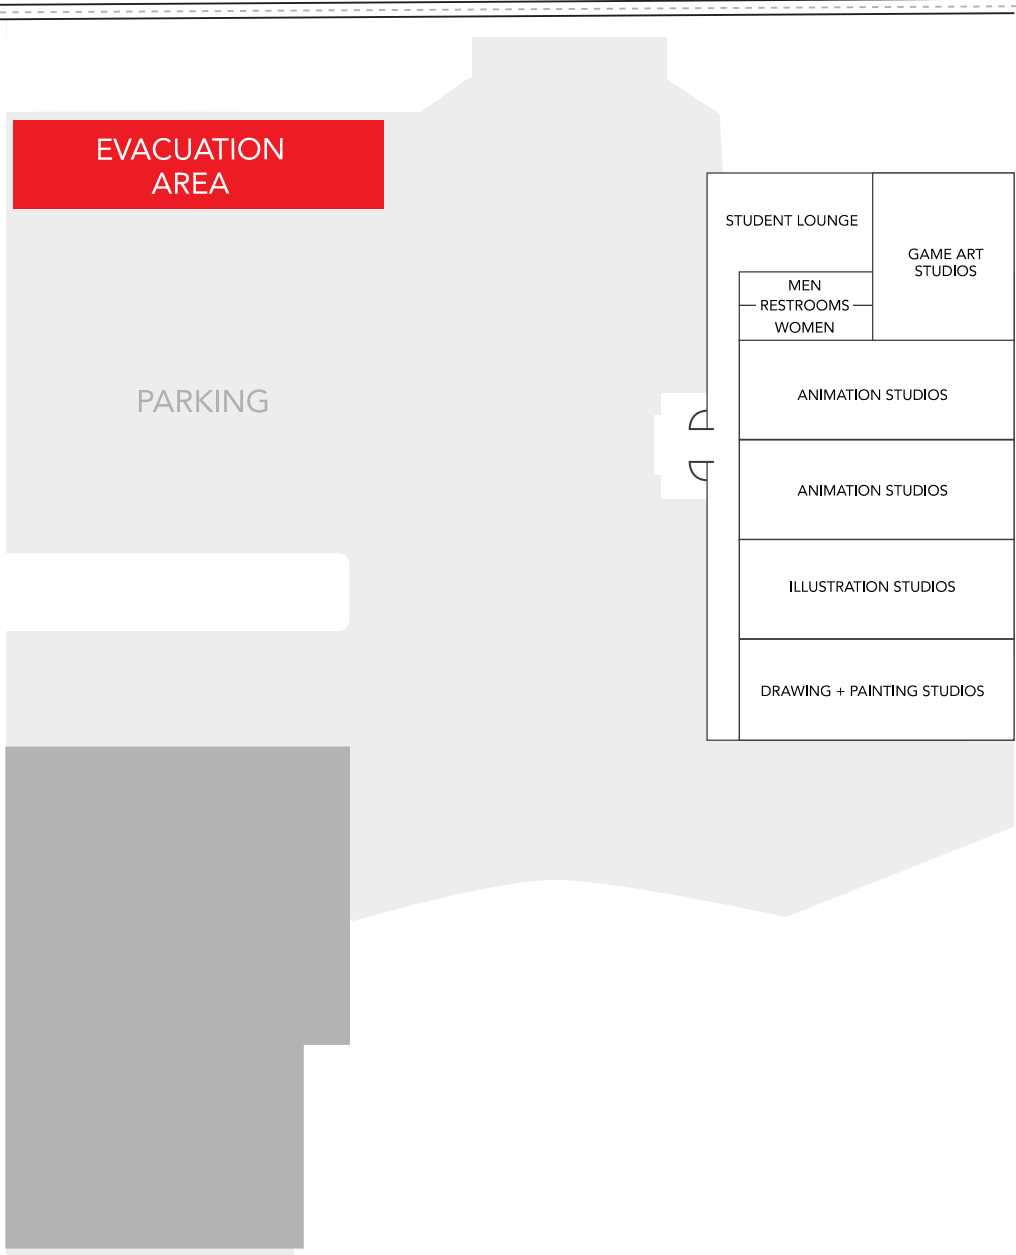 EVACUATION
AREA
STUDENT LOUNGE
GAME ART
STUDIOS
MEN
RESTROOMS
WOMEN
PARKING
ANIMATION STUDIOS
ANIMATION STUDIOS
ILLUSTRATION STUDIOS
DRAWING + PAINTING STUDIOS